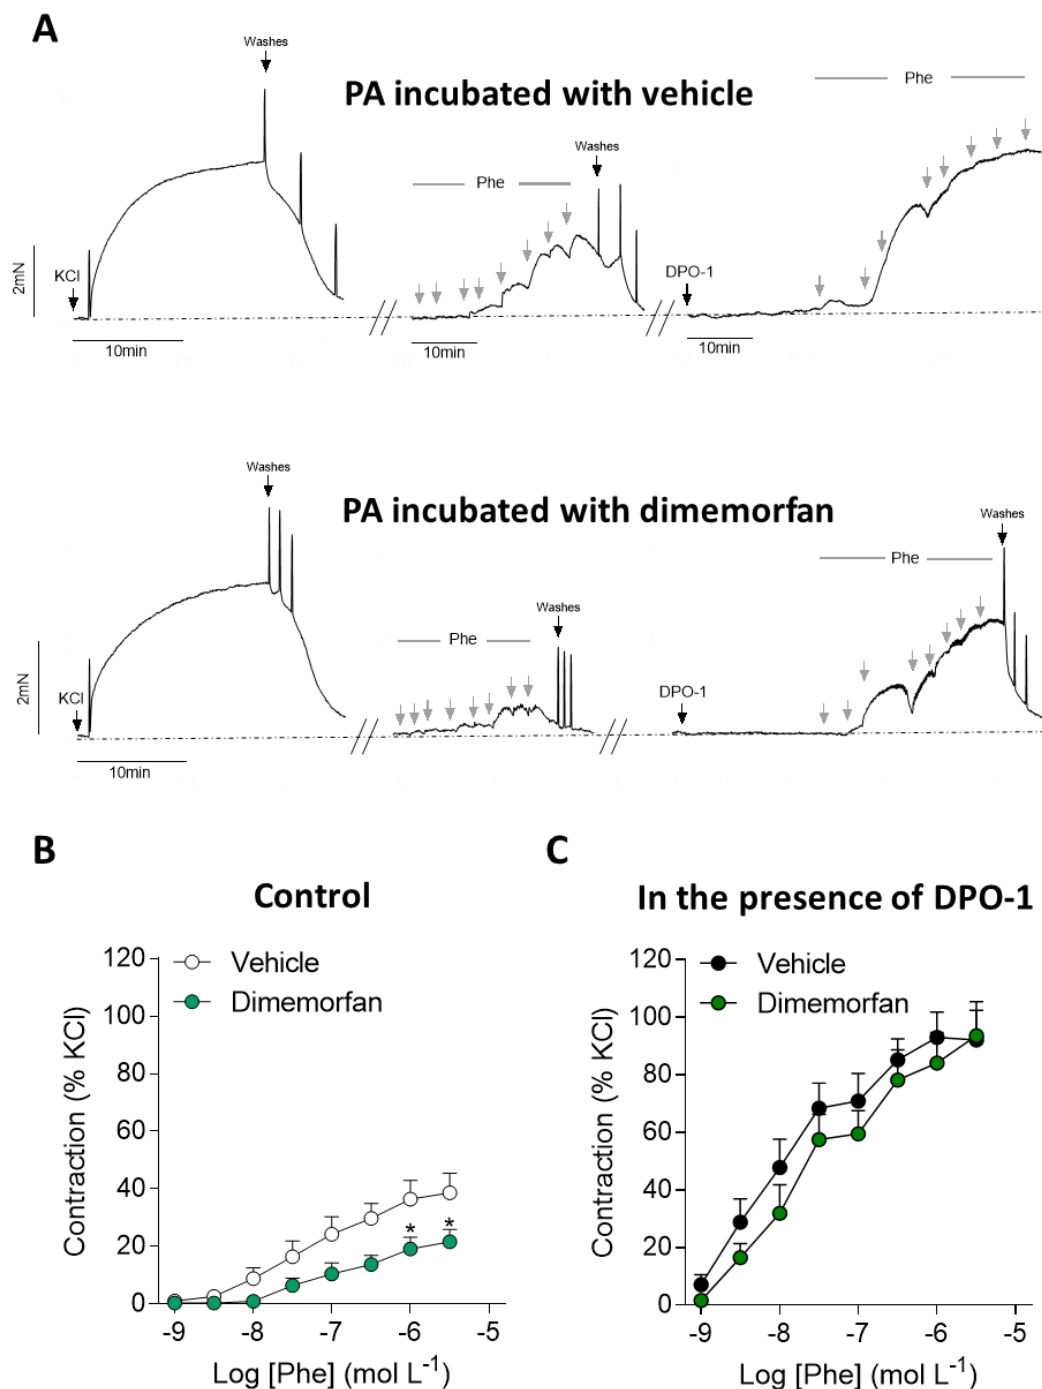 A
Washes
PA incubated with vehicle
Phe
Washes
Phe
2mN
KCl
DPO-1
10min
10min
10min
Washes
PA incubated with dimemorfan
Washes
Phe
Washes
Phe
2mN
KCl
DPO-1
10min
B
Control
Vehicle
Dimemorfan
Contraction (% KCl)
120
100
80
60
40
20
0
* *
-9 -8 -7 -6 -5
Log [Phe] (mol L⁻¹)
C
In the presence of DPO-1
Vehicle
Dimemorfan
Contraction (% KCl)
120
100
80
60
40
20
0
-9 -8 -7 -6 -5
Log [Phe] (mol L⁻¹)